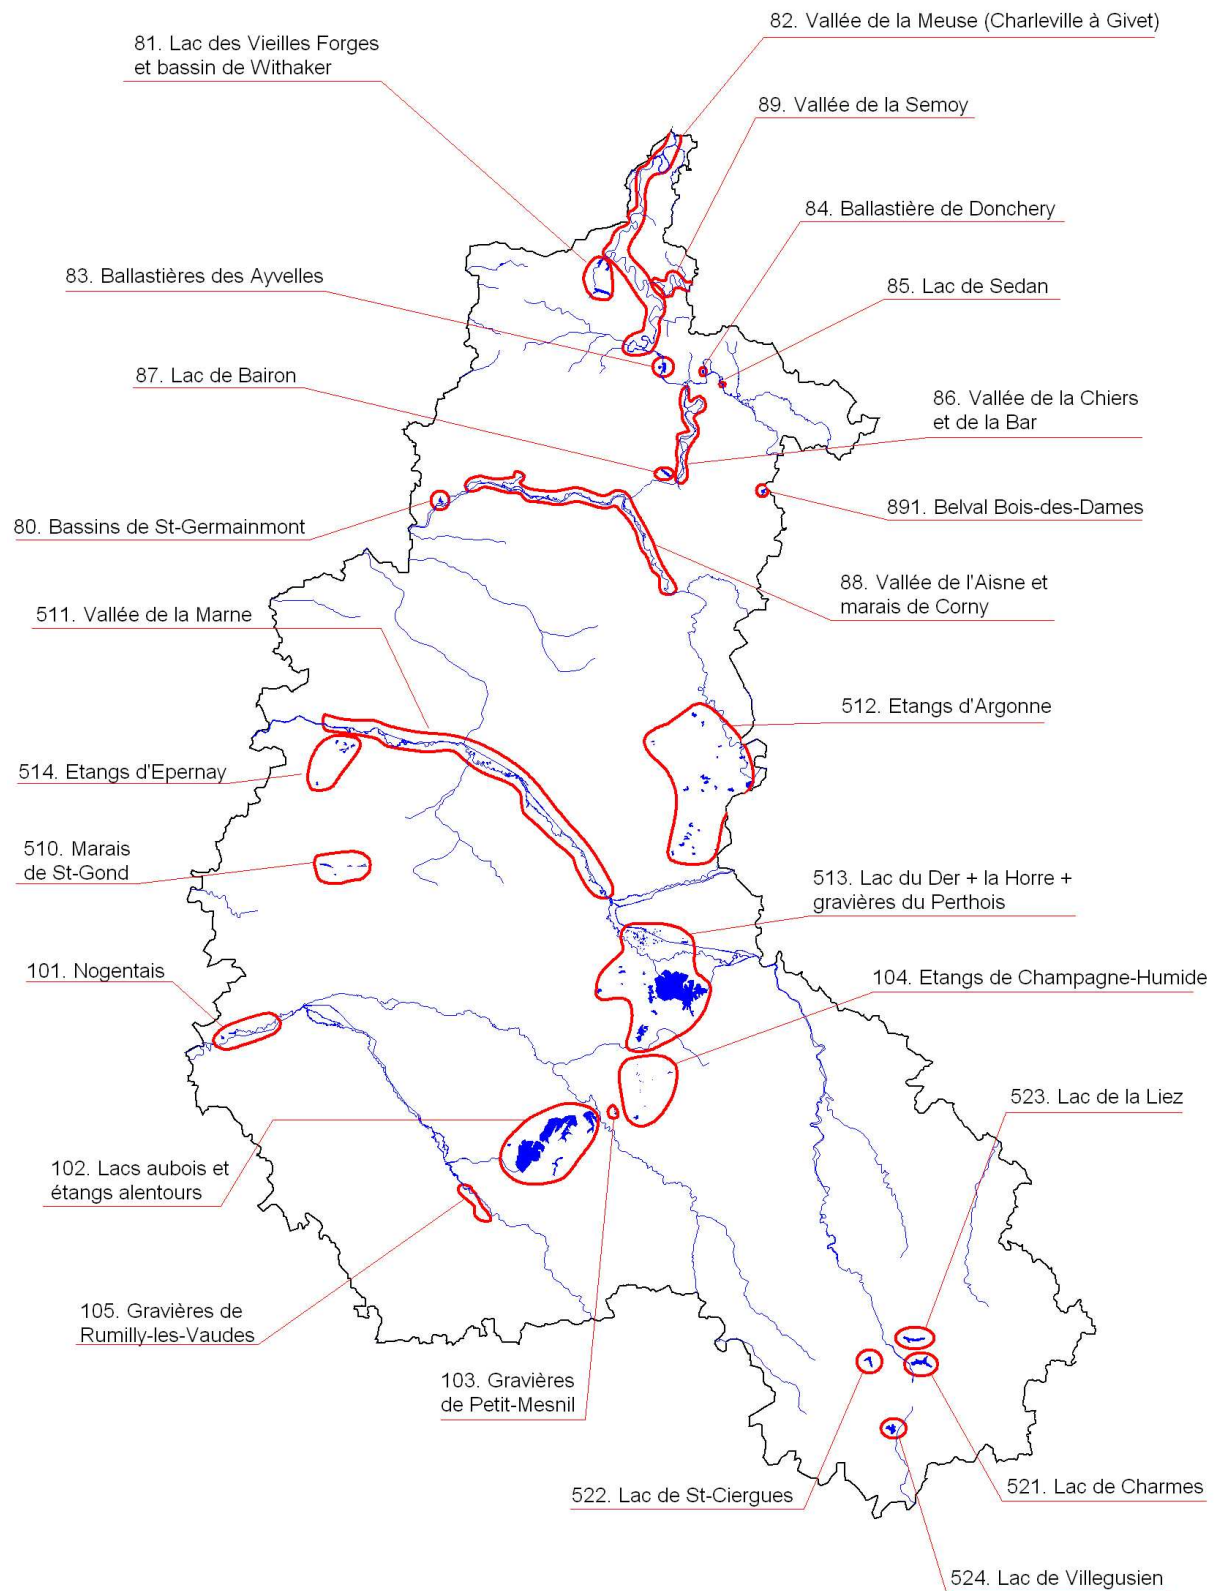 82. Vallée de la Meuse (Charleville à Givet)
81. Lac des Vieilles Forges
et bassin de Withaker
89. Vallée de la Semoy
84. Ballastière de Donchery
83. Ballastières des Ayvelles
85. Lac de Sedan
87. Lac de Bairon
86. Vallée de la Chiers
et de la Bar
80. Bassins de St-Germainmont
891. Belval Bois-des-Dames
88. Vallée de l'Aisne et
marais de Corny
511. Vallée de la Marne
512. Etangs d'Argonne
514. Etangs d'Epernay
510. Marais
de St-Gond
513. Lac du Der + la Horre +
gravières du Perthois
101. Nogentais
104. Etangs de Champagne-Humide
523. Lac de la Liez
102. Lacs aubois et
étangs alentours
105. Gravières de
Rumilly-les-Vaudes
103. Gravières
de Petit-Mesnil
522. Lac de St-Ciergues
521. Lac de Charmes
524. Lac de Villegusien